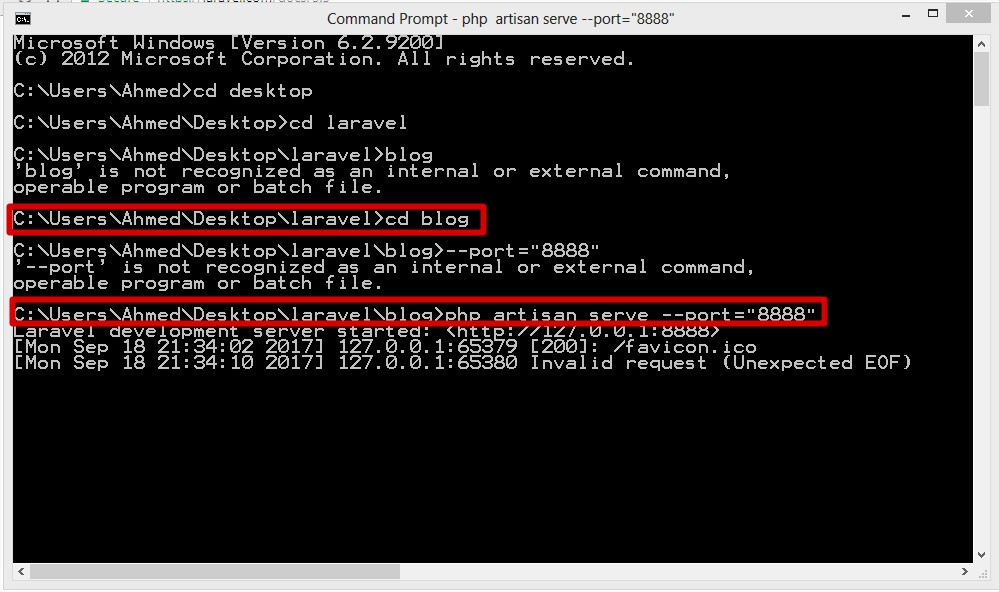 Command Prompt - php  artisan serve --port="8888"
Microsoft Windows [Version 6.2.9200]
(c) 2012 Microsoft Corporation. All rights reserved.
C:\Users\Ahmed>cd desktop
C:\Users\Ahmed\Desktop>cd laravel
C:\Users\Ahmed\Desktop\laravel>blog
'blog' is not recognized as an internal or external command,
operable program or batch file.
C:\Users\Ahmed\Desktop\laravel>cd blog
C:\Users\Ahmed\Desktop\laravel\blog>--port="8888"
'--port' is not recognized as an internal or external command,
operable program or batch file.
C:\Users\Ahmed\Desktop\laravel\blog>php artisan serve --port="8888"
Laravel development server started: <http://127.0.0.1:8888>
[Mon Sep 18 21:34:02 2017] 127.0.0.1:65379 [200]: /favicon.ico
[Mon Sep 18 21:34:10 2017] 127.0.0.1:65380 Invalid request (Unexpected EOF)